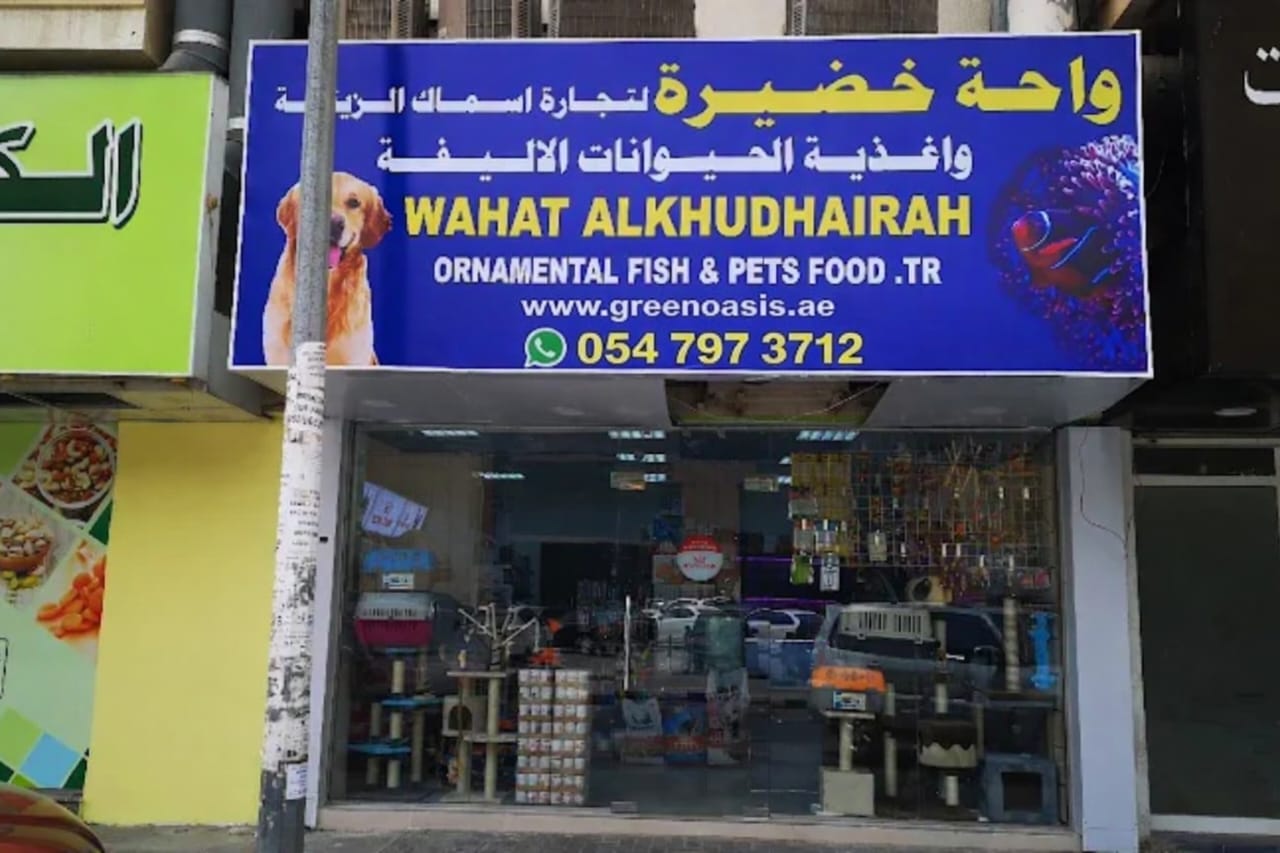 واحة خضيرة لتجارة اسماك الزينة
واغذية الحيوانات الاليفة
WAHAT ALKHUDHAIRAH
ORNAMENTAL FISH & PETS FOOD .TR
www.greenoasis.ae
054 797 3712